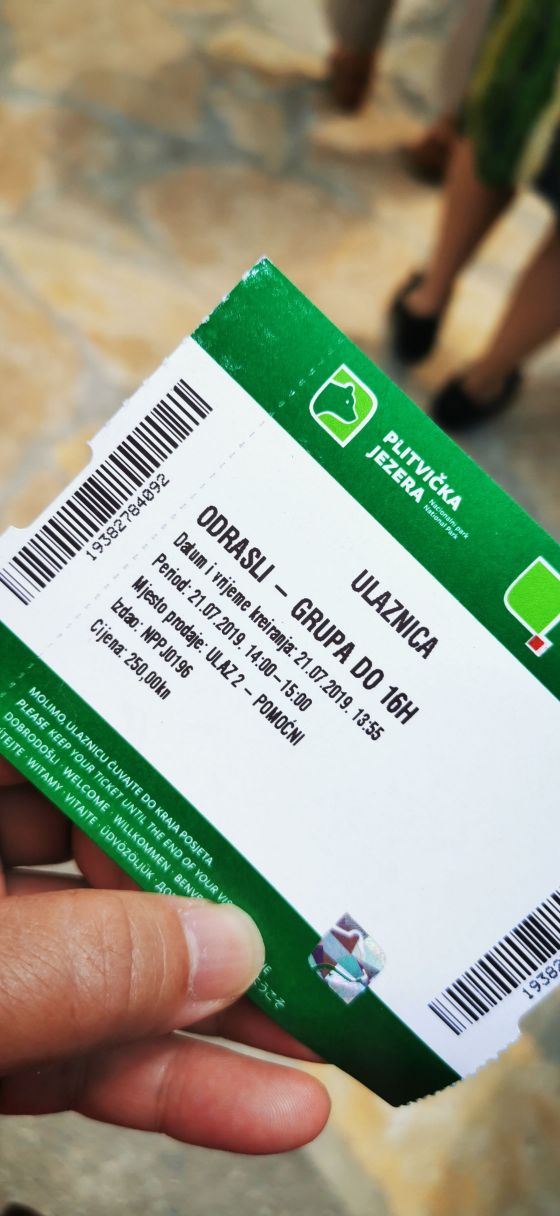 PLITVIČKA
JEZERA
Nacionalni park
National Park
ULAZNICA
ODRASLI – GRUPA DO 16H
Datum i vrijeme kreiranja: 21.07.2019. 13:55
Period: 21.07.2019. 14:00–15:00
Mjesto prodaje: ULAZ 2 – POMOĆNI
Izdao: NPPJ0196
Cijena: 250,00kn
19382784092
MOLIMO, ULAZNICU ČUVAJTE DO KRAJA POSJETA
PLEASE KEEP YOUR TICKET UNTIL THE END OF YOUR
DOBRODOŠLI · WELCOME · WILLKOMMEN ·
WITAMY · VITAJTE · ÜDVÖZÖLJÜK ·
1938